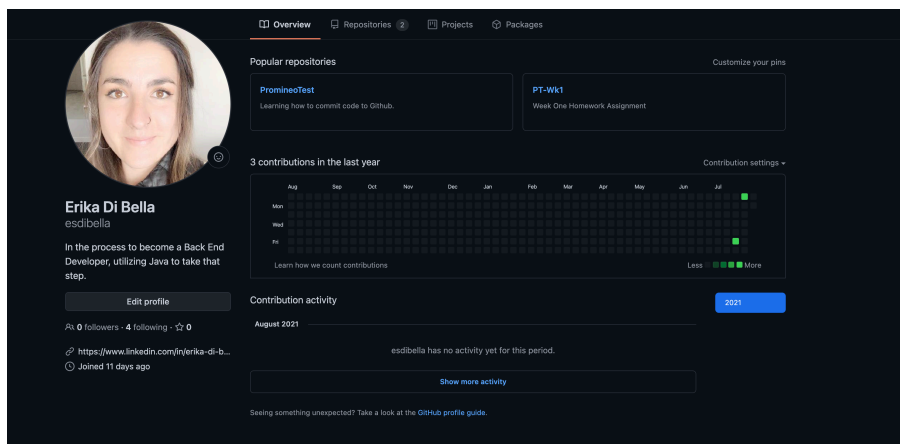 Overview Repositories 2 Projects Packages
Popular repositories Customize your pins
ProminoTest PT-Wk1
Learning how to commit code to Github. Week One Homework Assignment
3 contributions in the last year Contribution settings
Aug Sep Oct Nov Dec Jan Feb Mar Apr May Jun Jul
Mon
Wed
Fri
Learn how we count contributions Less More
Erika Di Bella
esdibella
In the process to become a Back End
Developer, utilizing Java to take that
step.
Edit profile
0 followers · 4 following · 0
https://www.linkedin.com/in/erika-di-b...
Joined 11 days ago
Contribution activity 2021
August 2021
esdibella has no activity yet for this period.
Show more activity
Seeing something unexpected? Take a look at the GitHub profile guide.